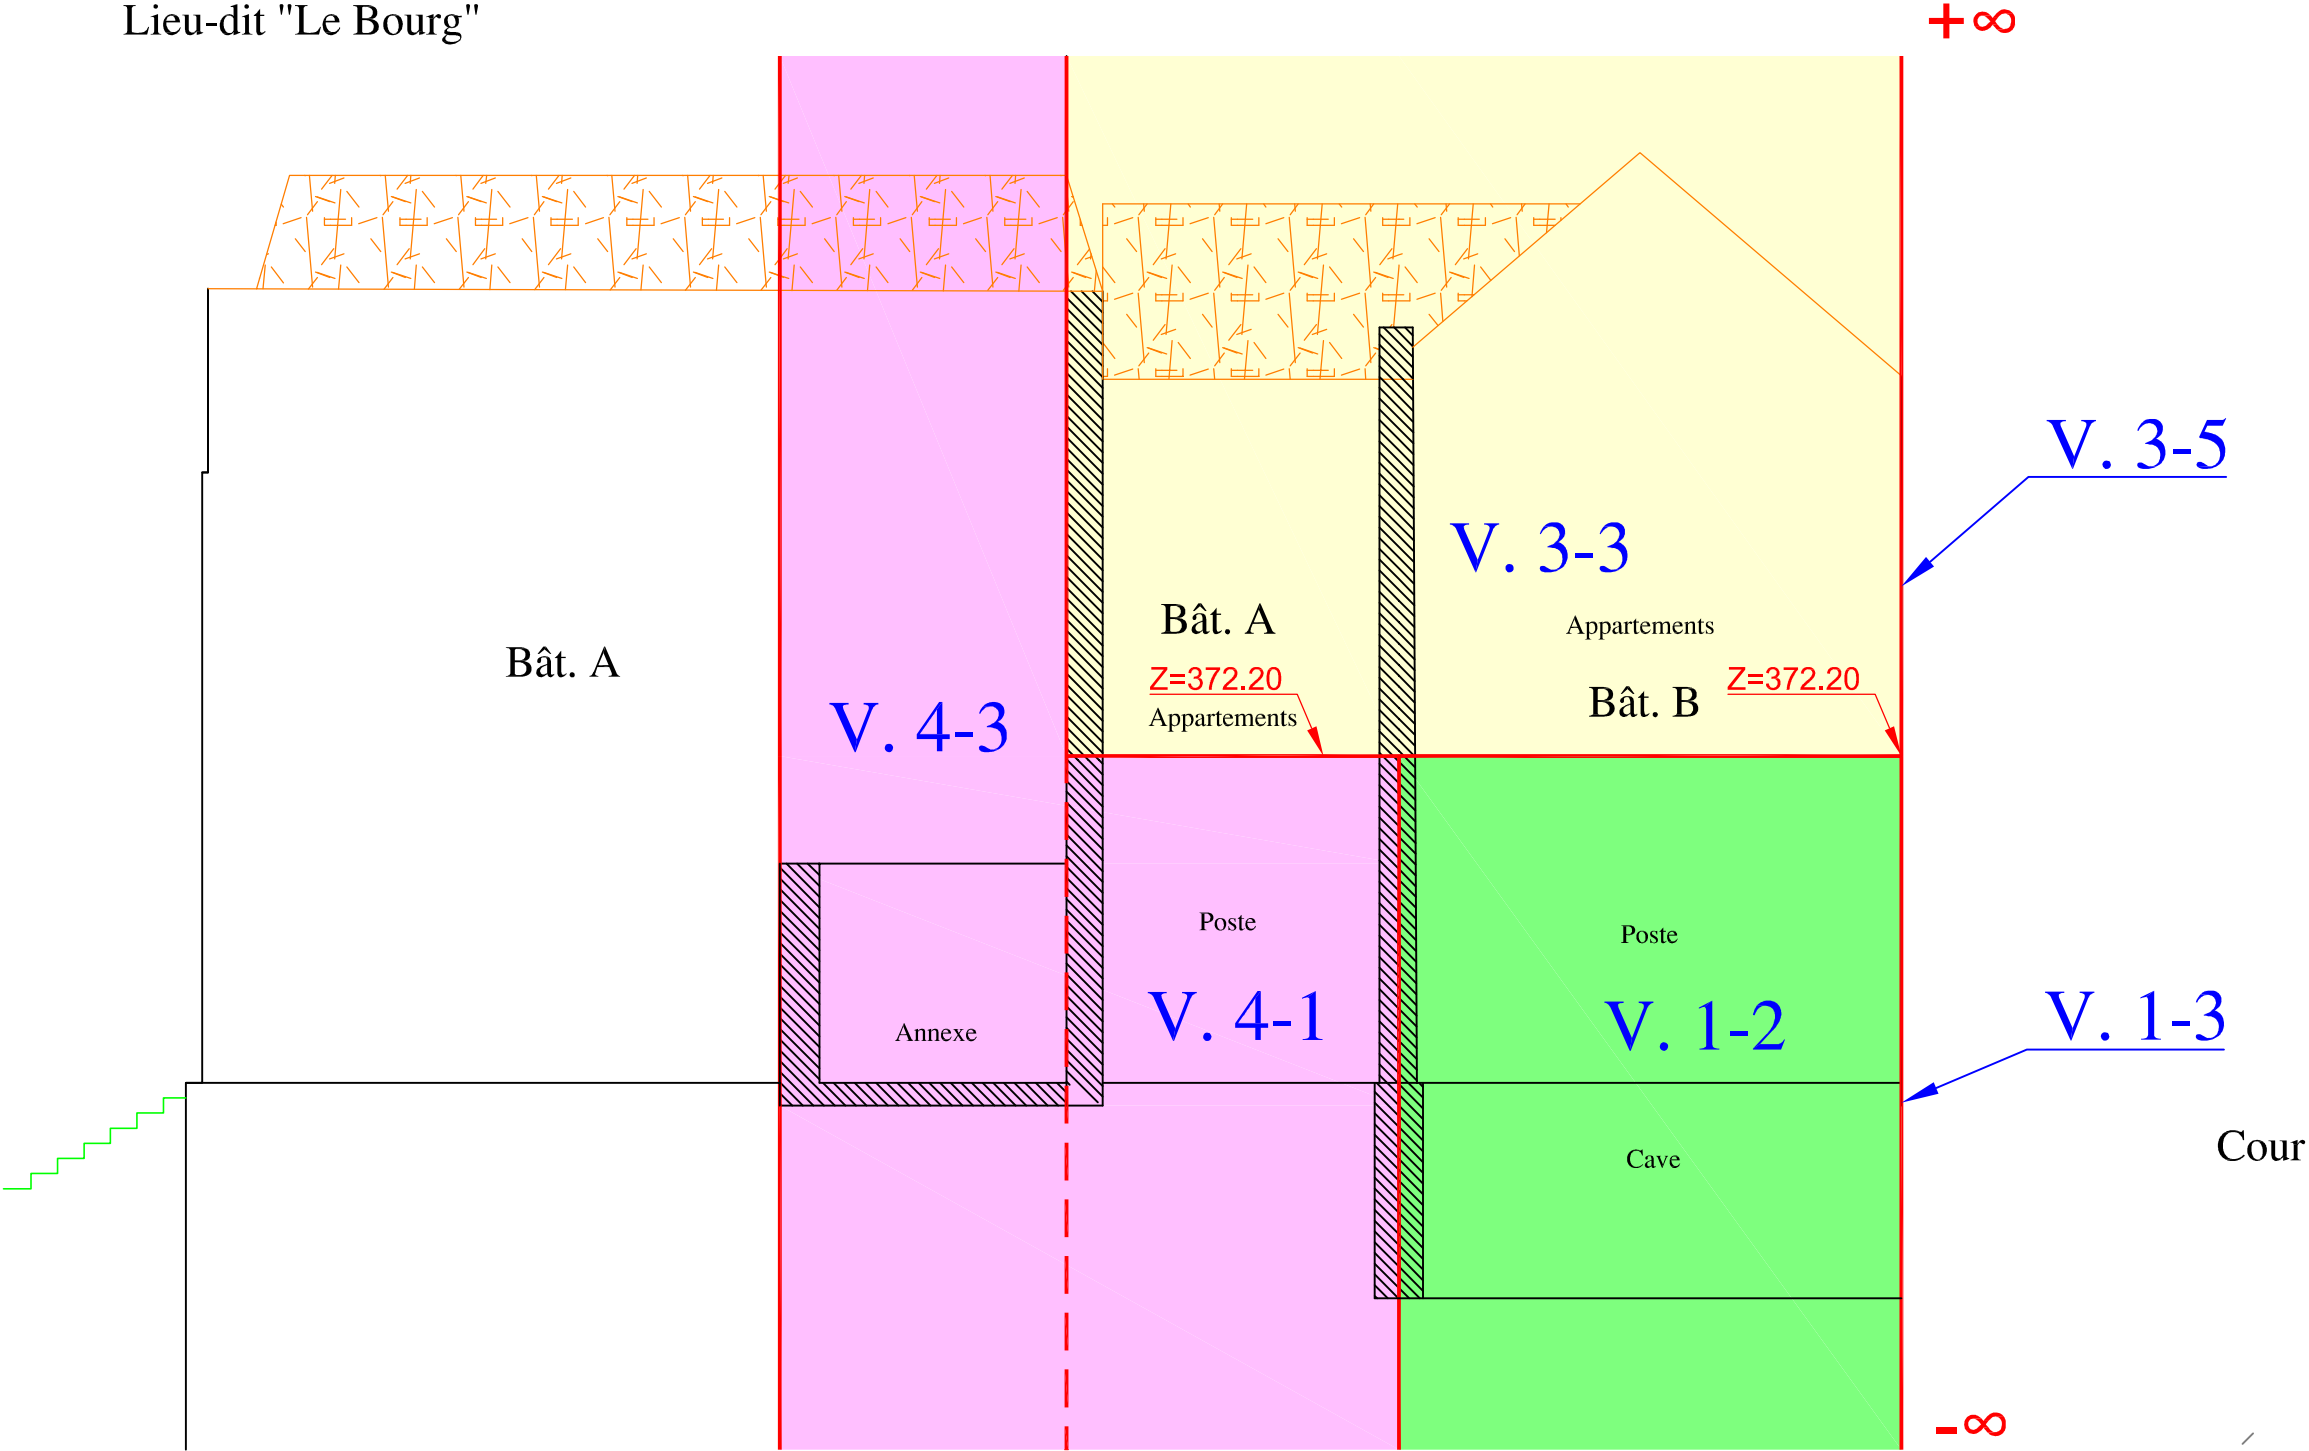 Lieu-dit "Le Bourg"
+∞
V. 3-5
V. 3-3
Bât. A
Appartements
Bât. A
Z=372.20
Z=372.20
Bât. B
Appartements
V. 4-3
Poste
Poste
V. 4-1
V. 1-2
V. 1-3
Annexe
Cour
Cave
-∞